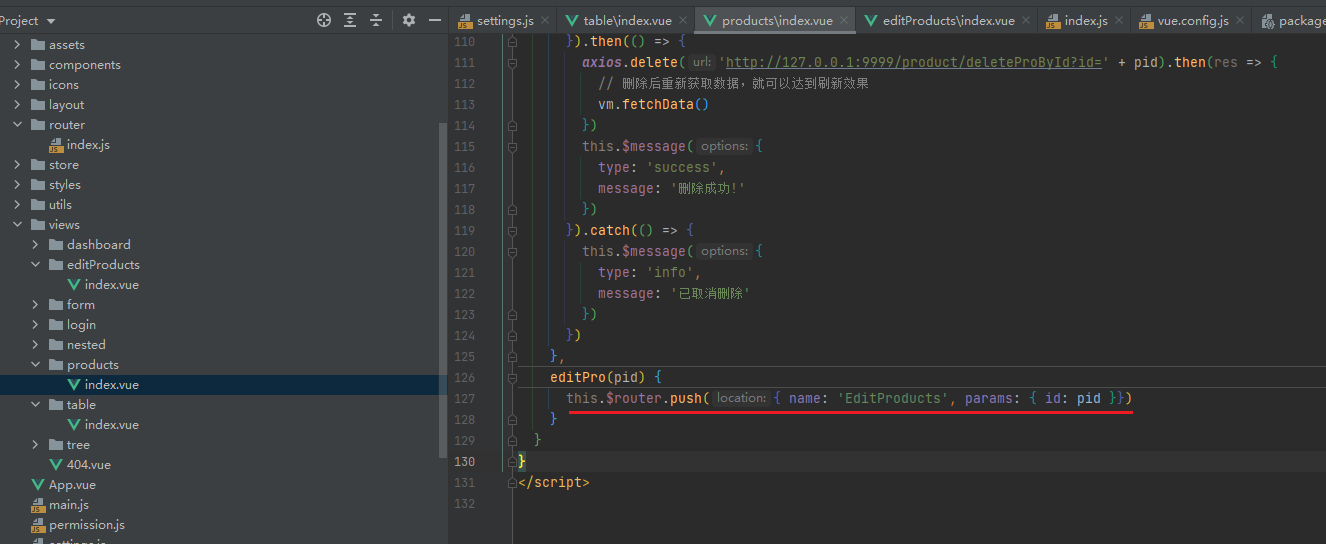 Project
settings.js
table\index.vue
products\index.vue
editProducts\index.vue
index.js
vue.config.js
package
assets
components
icons
layout
router
index.js
store
styles
utils
views
dashboard
editProducts
index.vue
form
login
nested
products
index.vue
table
index.vue
tree
404.vue
App.vue
main.js
permission.js
settings.js
110 }).then(() => {
111 axios.delete( url: 'http://127.0.0.1:9999/product/deleteProById?id=' + pid).then(res => {
112 // 删除后重新获取数据，就可以达到刷新效果
113 vm.fetchData()
114 })
115 this.$message( options: {
116 type: 'success',
117 message: '删除成功!'
118 })
119 }).catch(() => {
120 this.$message( options: {
121 type: 'info',
122 message: '已取消删除'
123 })
124 })
125 },
126 editPro(pid) {
127 this.$router.push( location: { name: 'EditProducts', params: { id: pid }})
128 }
129 }
130 }
131 </script>
132